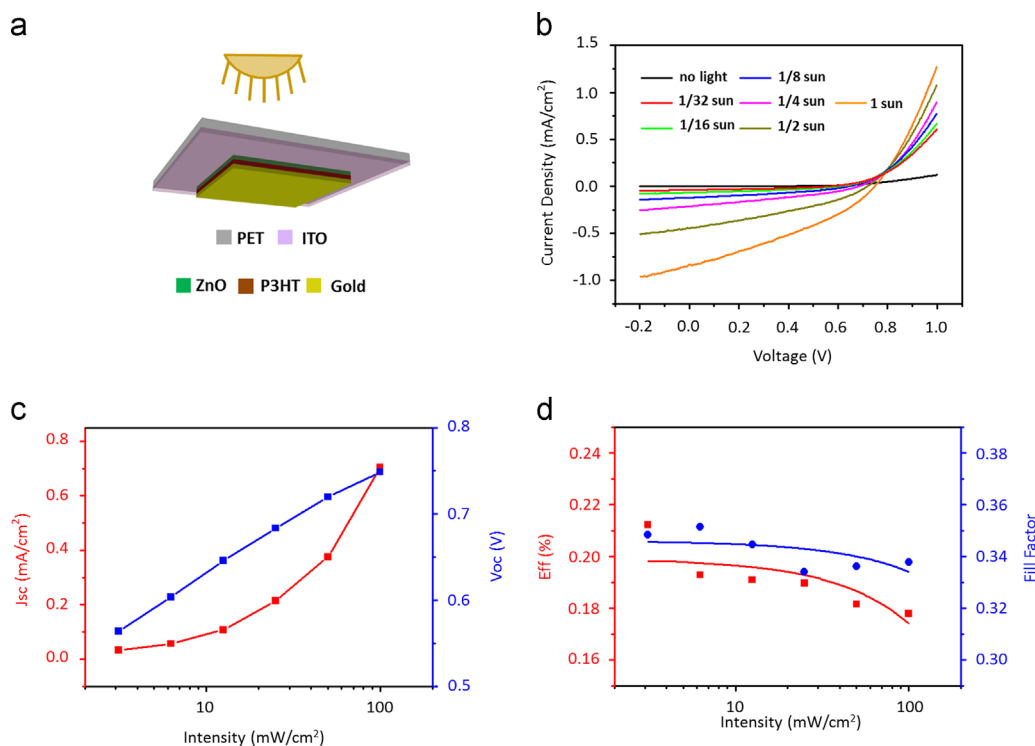 a
PET ITO
ZnO P3HT Gold
b
1.5
1.0
0.5
0.0
-0.5
-1.0
Current Density (mA/cm²)
no light 1/8 sun
1/32 sun 1/4 sun 1 sun
1/16 sun 1/2 sun
-0.2 0.0 0.2 0.4 0.6 0.8 1.0
Voltage (V)
c
0.8
0.6
0.4
0.2
0.0
Jsc (mA/cm²)
0.8
0.7
0.6
0.5
Voc (V)
10 100
Intensity (mW/cm²)
d
0.24
0.22
0.20
0.18
0.16
Eff (%)
0.38
0.36
0.34
0.32
0.30
Fill Factor
10 100
Intensity (mW/cm²)